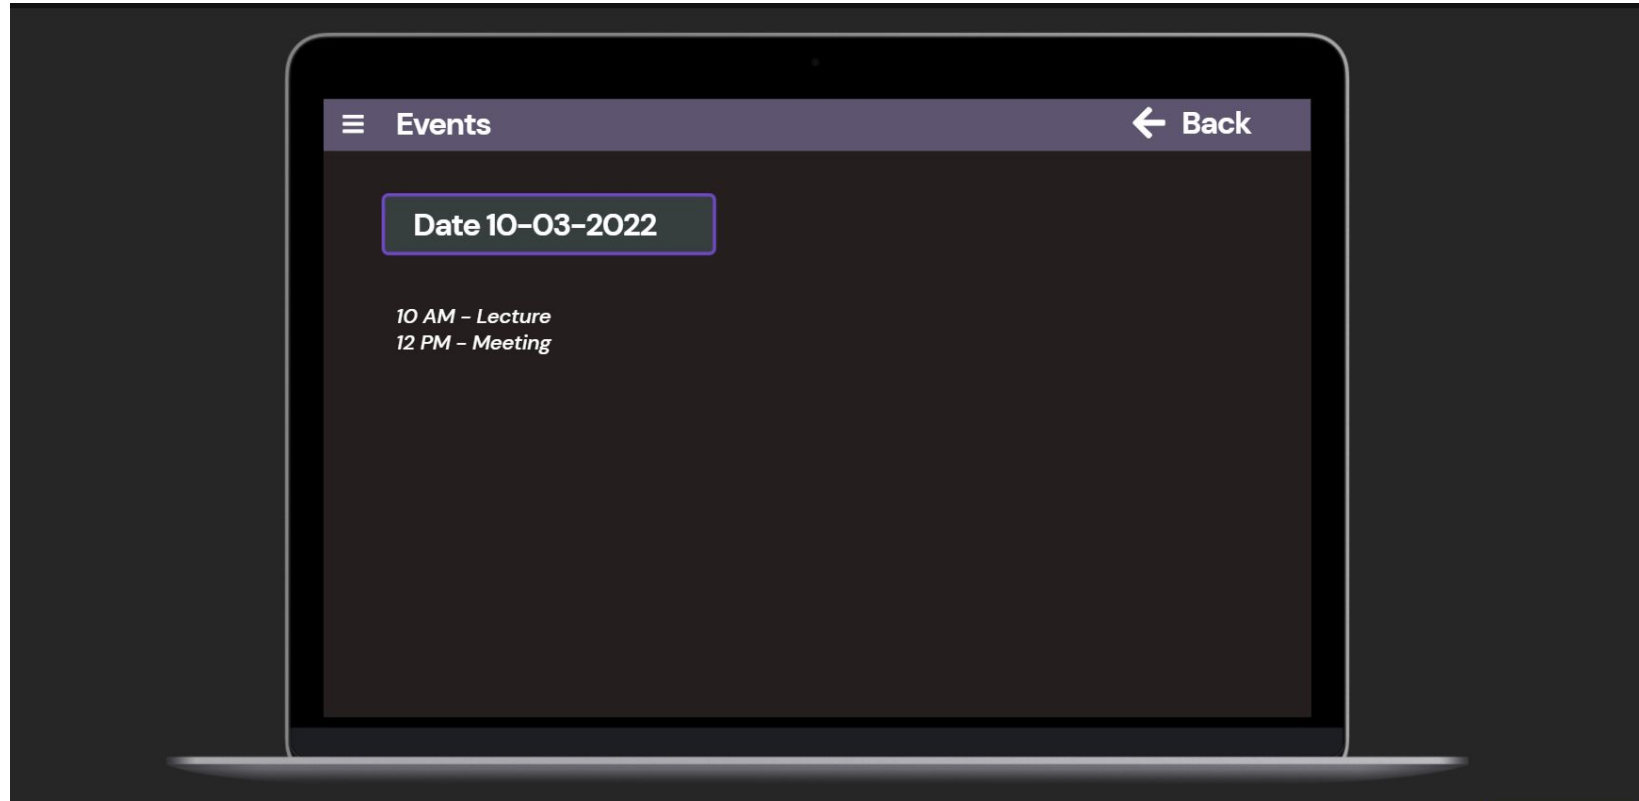 Events
Back
Date 10-03-2022
10 AM - Lecture
12 PM - Meeting